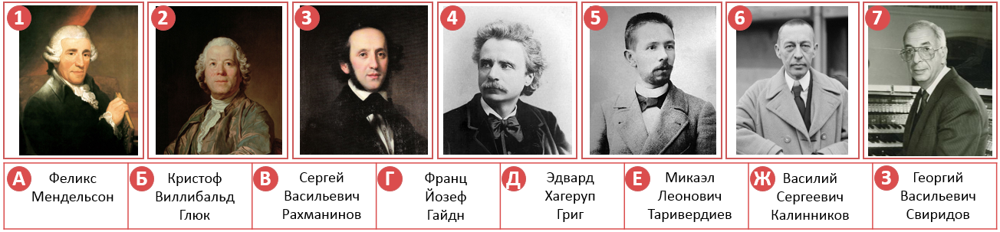 1
2
3
4
5
6
7
А
Феликс
Мендельсон
Б
Кристоф
Виллибальд
Глюк
В
Сергей
Васильевич
Рахманинов
Г
Франц
Йозеф
Гайдн
Д
Эдвард
Хагеруп
Григ
Е
Микаэл
Леонович
Таривердиев
Ж
Василий
Сергеевич
Калинников
З
Георгий
Васильевич
Свиридов